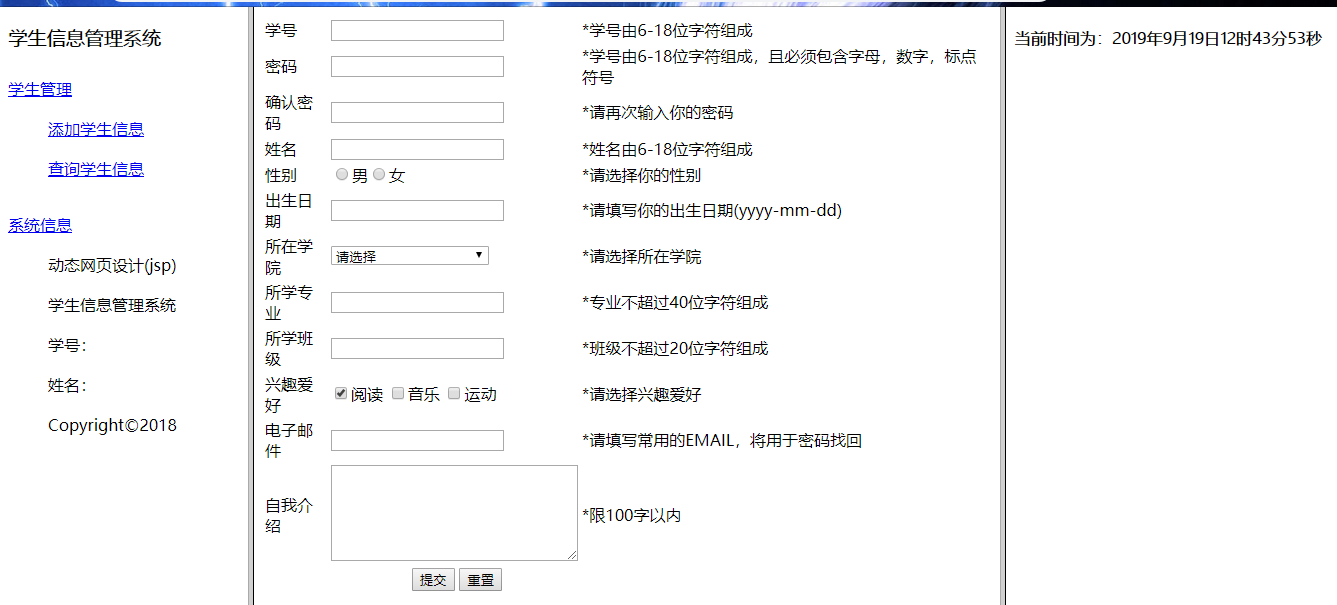 学生信息管理系统
学生管理
添加学生信息
查询学生信息
系统信息
动态网页设计(jsp)
学生信息管理系统
学号：
姓名：
Copyright©2018
学号 *学号由6-18位字符组成
密码 *学号由6-18位字符组成，且必须包含字母，数字，标点
符号
确认密
码 *请再次输入你的密码
姓名 *姓名由6-18位字符组成
性别 男 女 *请选择你的性别
出生日
期 *请填写你的出生日期(yyyy-mm-dd)
所在学
院 请选择 *请选择所在学院
所学专
业 *专业不超过40位字符组成
所学班
级 *班级不超过20位字符组成
兴趣爱
好 阅读 音乐 运动 *请选择兴趣爱好
电子邮
件 *请填写常用的EMAIL，将用于密码找回
自我介
绍 *限100字以内
提交 重置
当前时间为：2019年9月19日12时43分53秒